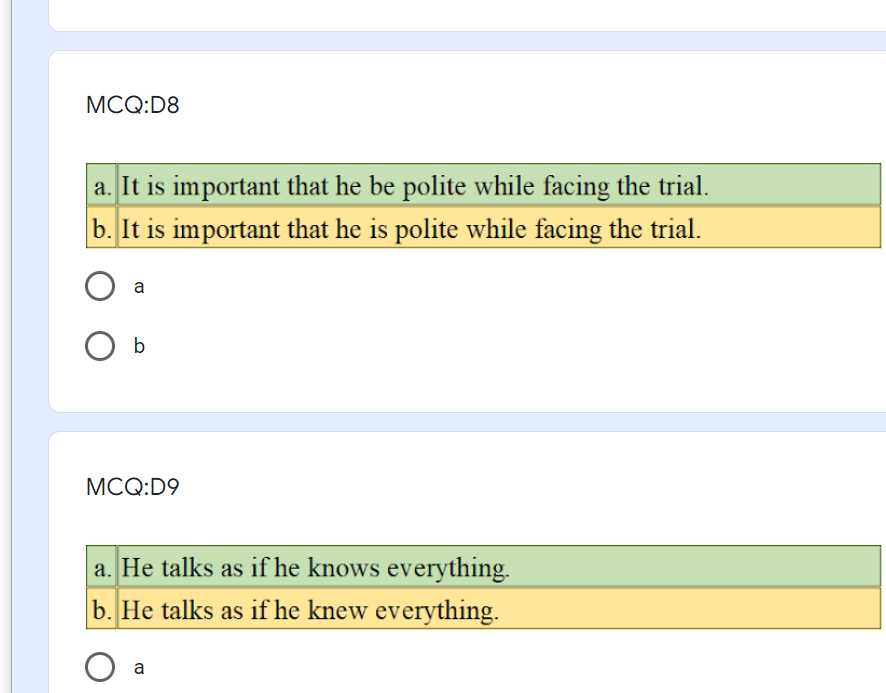 MCQ:D8
a. It is important that he be polite while facing the trial.
b. It is important that he is polite while facing the trial.
a
b
MCQ:D9
a. He talks as if he knows everything.
b. He talks as if he knew everything.
a